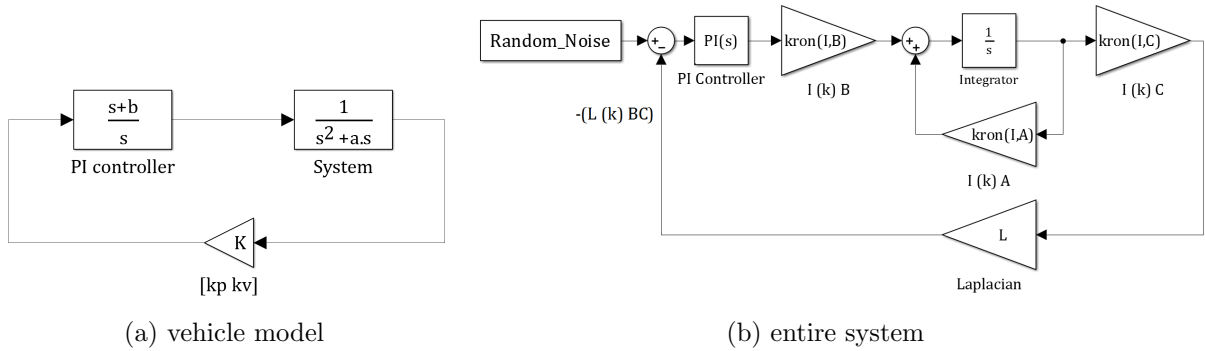 s+b
s
PI controller
1
s² +a.s
System
K
[kp kv]
(a) vehicle model
Random_Noise
+
−
PI(s)
PI Controller
kron(I,B)
I (k) B
+
+
1
s
Integrator
kron(I,C)
I (k) C
-(L (k) BC)
kron(I,A)
I (k) A
L
Laplacian
(b) entire system